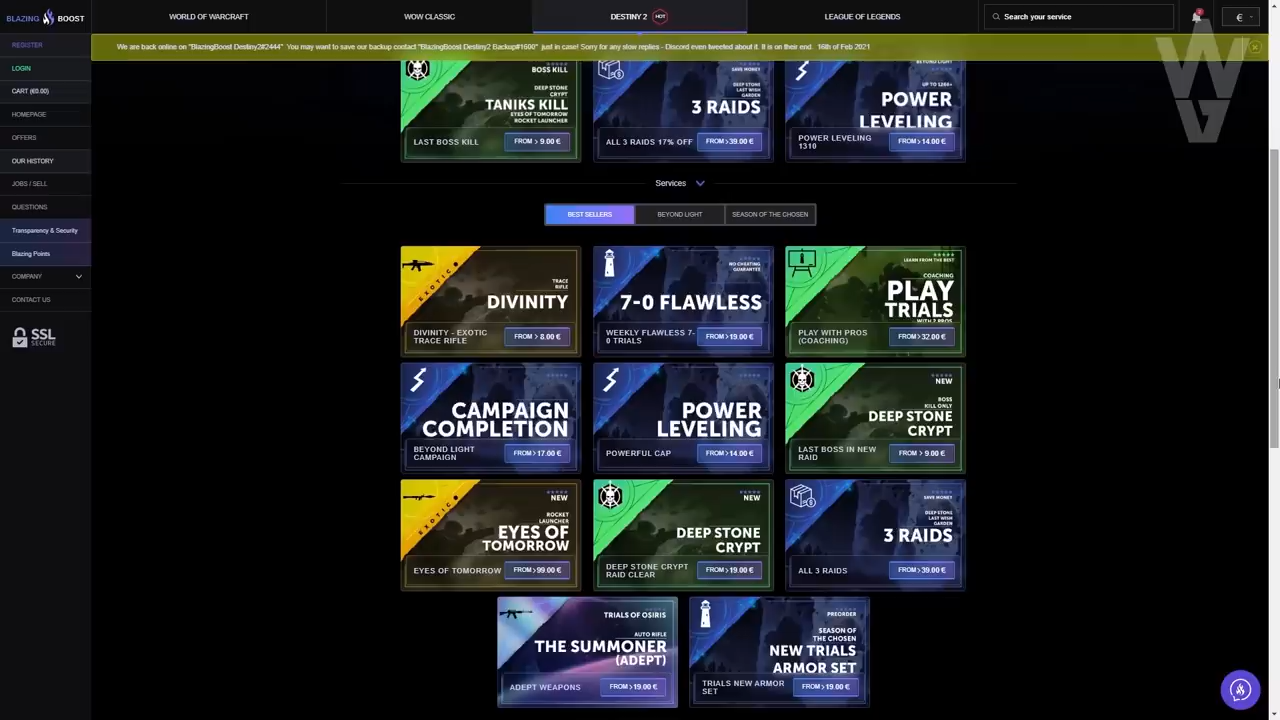 BLAZING BOOST
WORLD OF WARCRAFT
WOW CLASSIC
DESTINY 2 HOT
LEAGUE OF LEGENDS
Search your service
€
We are back online on "BlazingBoost Destiny2#2444" You may want to save our backup contact "BlazingBoost Destiny2 Backup#1600" just in case! Sorry for any slow replies - Discord even tweeted about it. It is on their end. 16th of Feb 2021
REGISTER
LOGIN
CART (€0.00)
HOMEPAGE
OFFERS
OUR HISTORY
JOBS / SELL
QUESTIONS
Transparency & Security
Blazing Points
COMPANY
CONTACT US
SSL
SECURE
BOSS KILL
DEEP STONE
CRYPT
TANIKS KILL
EYES OF TOMORROW
ROCKET LAUNCHER
LAST BOSS KILL
FROM > 9.00 €
SAVE MONEY
DEEP STONE
LAST WISH
GARDEN
3 RAIDS
ALL 3 RAIDS 17% OFF
FROM >39.00 €
BEYOND LIGHT
UP TO 1260+
POWER
LEVELING
POWER LEVELING
1310
FROM >14.00 €
Services
BEST SELLERS
BEYOND LIGHT
SEASON OF THE CHOSEN
EXOTIC
TRACE
RIFLE
DIVINITY
DIVINITY - EXOTIC
TRACE RIFLE
FROM > 8.00 €
NO CHEATING
GUARANTEE
7-0 FLAWLESS
WEEKLY FLAWLESS 7-
0 TRIALS
FROM >19.00 €
LEARN FROM THE BEST
COACHING
PLAY
TRIALS
WITH 2 PROS
PLAY WITH PROS
(COACHING)
FROM >32.00 €
CAMPAIGN
COMPLETION
BEYOND LIGHT
CAMPAIGN
FROM >17.00 €
POWER
LEVELING
POWERFUL CAP
FROM >14.00 €
NEW
BOSS
KILL ONLY
DEEP STONE
CRYPT
LAST BOSS IN NEW
RAID
FROM > 9.00 €
EXOTIC
NEW
ROCKET
LAUNCHER
EYES OF
TOMORROW
EYES OF TOMORROW
FROM >99.00 €
NEW
DEEP STONE
CRYPT
DEEP STONE CRYPT
RAID CLEAR
FROM >19.00 €
SAVE MONEY
DEEP STONE
LAST WISH
GARDEN
3 RAIDS
ALL 3 RAIDS
FROM >39.00 €
TRIALS OF OSIRIS
AUTO RIFLE
THE SUMMONER
(ADEPT)
ADEPT WEAPONS
FROM >19.00 €
PREORDER
SEASON OF
THE CHOSEN
NEW TRIALS
ARMOR SET
TRIALS NEW ARMOR
SET
FROM >19.00 €